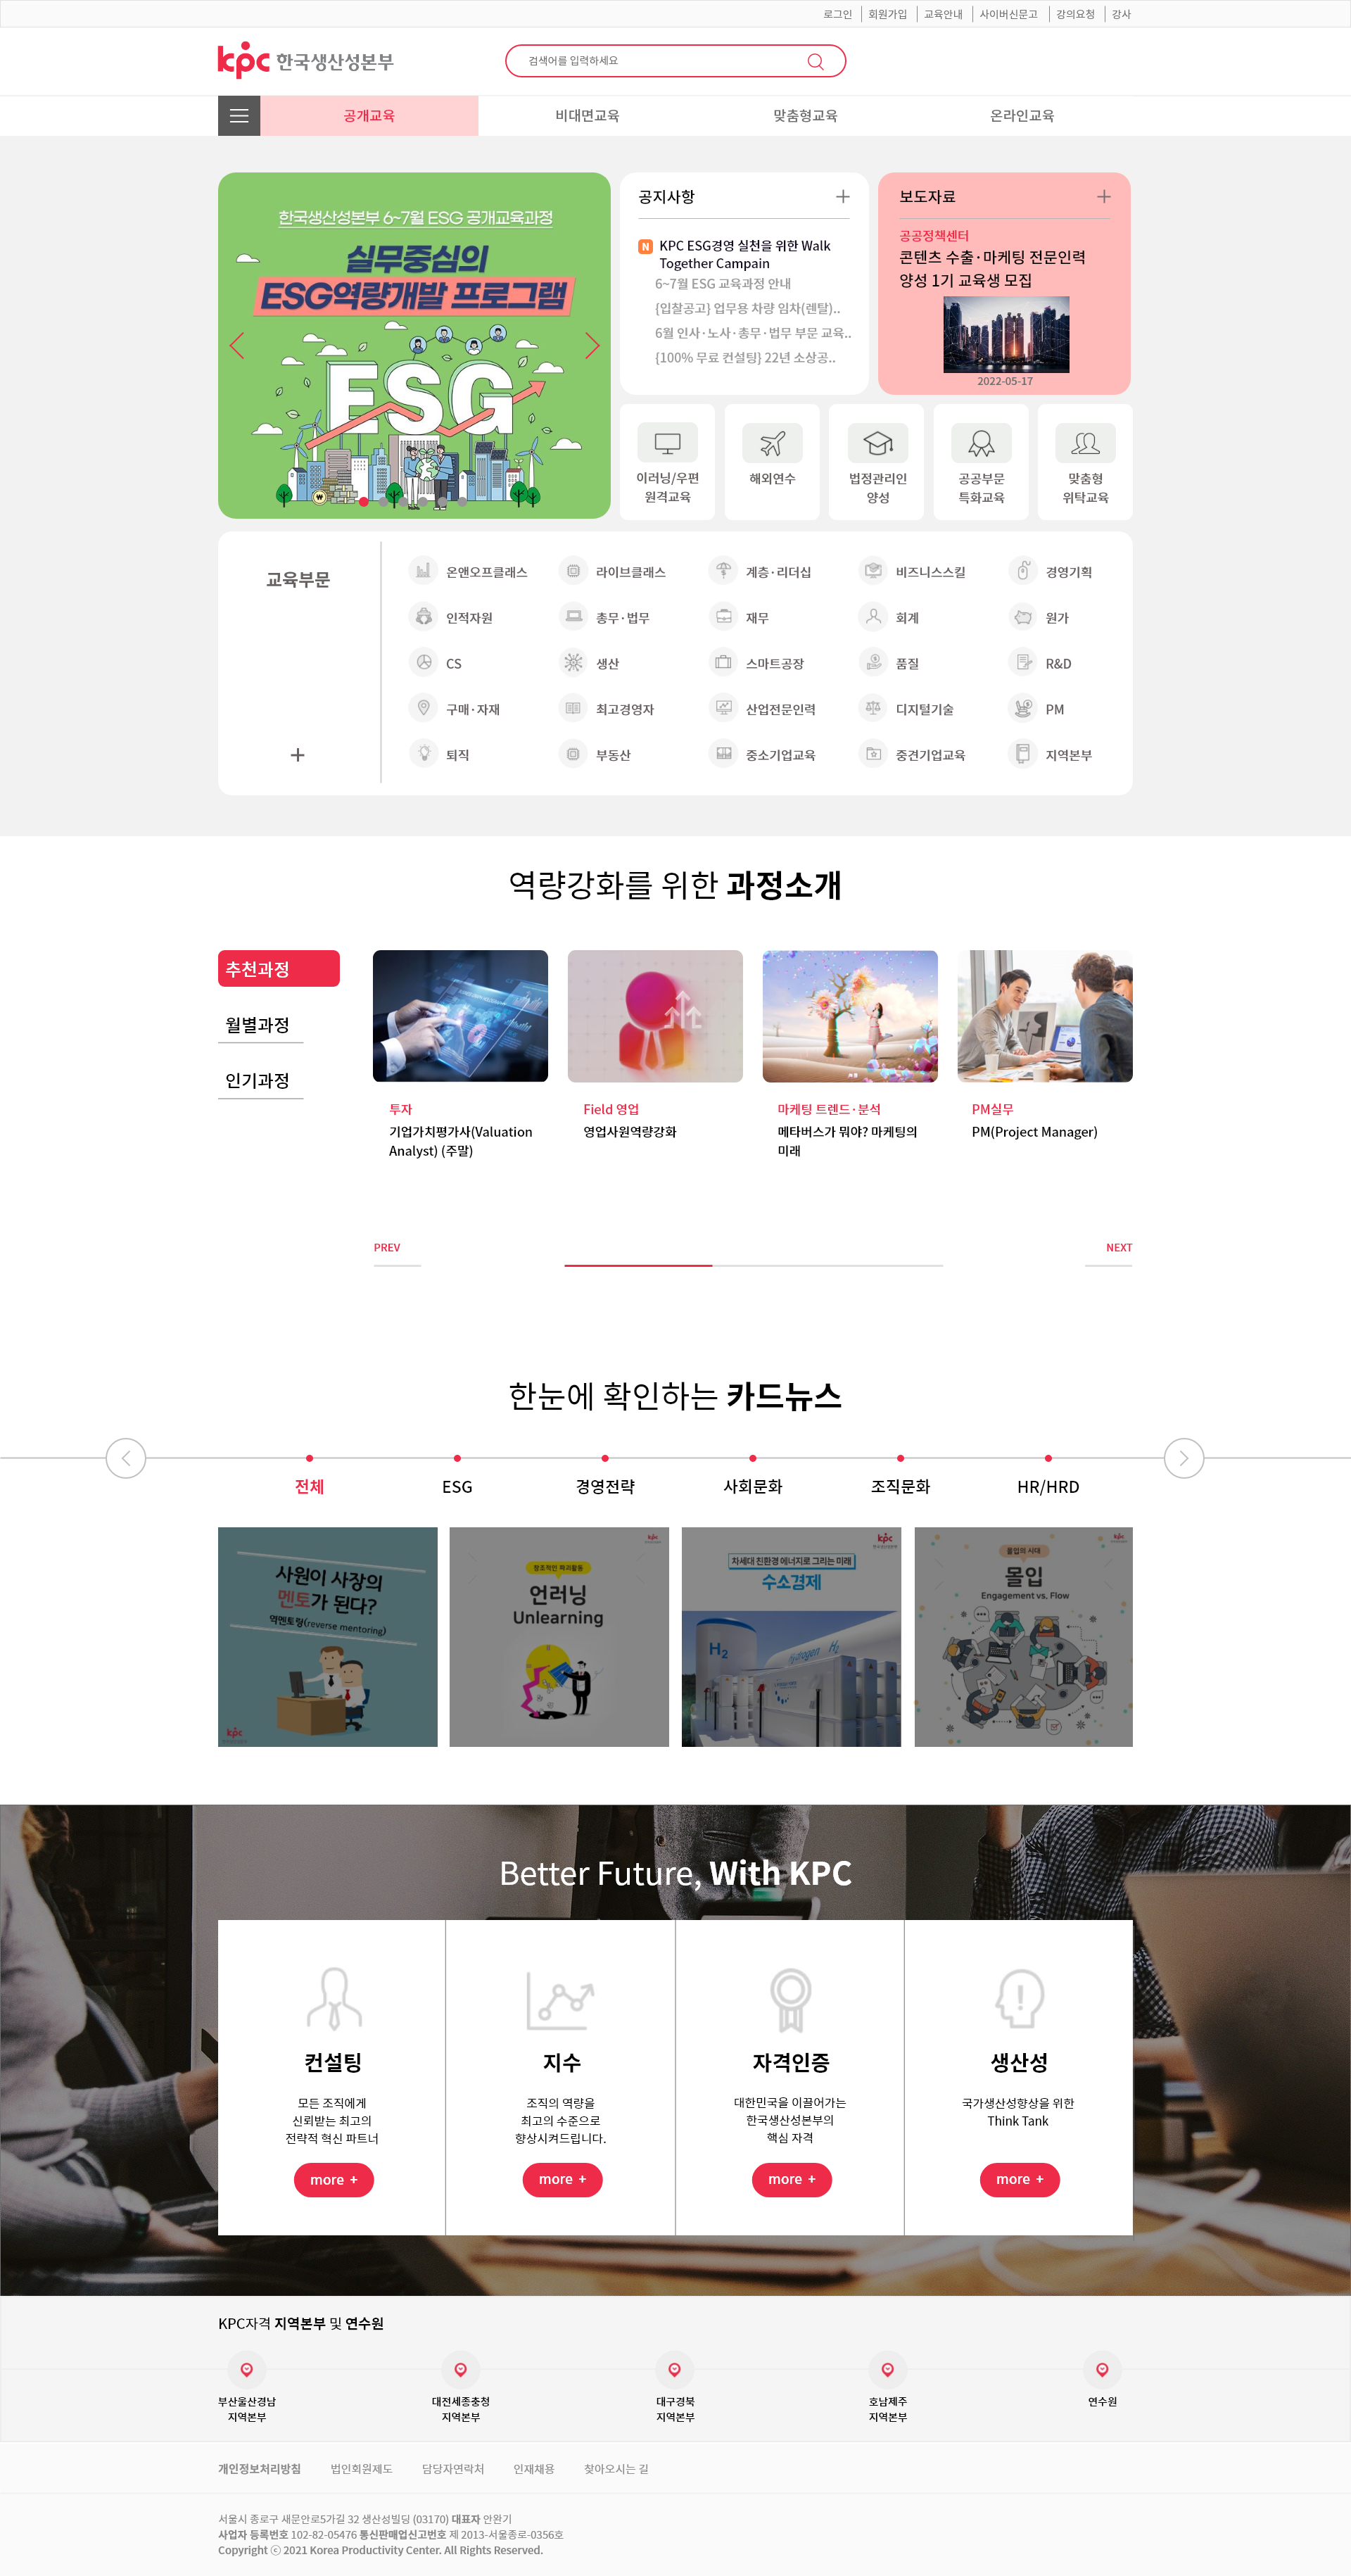 로그인 회원가입 교육안내 사이버신문고 강의요청 강사
kpc 한국생산성본부
검색어를 입력하세요
공개교육 비대면교육 맞춤형교육 온라인교육
한국생산성본부 6~7월 ESG 공개교육과정
실무중심의
ESG역량개발 프로그램
ESG
공지사항
N KPC ESG경영 실천을 위한 Walk
Together Campain
6~7월 ESG 교육과정 안내
{입찰공고} 업무용 차량 임차(렌탈)..
6월 인사·노사·총무·법무 부문 교육..
{100% 무료 컨설팅} 22년 소상공..
보도자료
공공정책센터
콘텐츠 수출·마케팅 전문인력
양성 1기 교육생 모집
2022-05-17
이러닝/우편
원격교육
해외연수
법정관리인
양성
공공부문
특화교육
맞춤형
위탁교육
교육부문
온앤오프클래스 라이브클래스 계층·리더십 비즈니스스킬 경영기획
인적자원 총무·법무 재무 회계 원가
CS 생산 스마트공장 품질 R&D
구매·자재 최고경영자 산업전문인력 디지털기술 PM
퇴직 부동산 중소기업교육 중견기업교육 지역본부
역량강화를 위한 과정소개
추천과정
월별과정
인기과정
투자
기업가치평가사(Valuation
Analyst) (주말)
Field 영업
영업사원역량강화
마케팅 트렌드·분석
메타버스가 뭐야? 마케팅의
미래
PM실무
PM(Project Manager)
PREV NEXT
한눈에 확인하는 카드뉴스
전체 ESG 경영전략 사회문화 조직문화 HR/HRD
사원이 사장의
멘토가 된다?
역멘토링(reverse mentoring)
kpc
kpc
창조적인 파괴활동
언러닝
Unlearning
kpc
차세대 친환경 에너지로 그리는 미래
수소경제
H2
Hydrogen H2
kpc
몰입의 시대
몰입
Engagement vs. Flow
Better Future, With KPC
컨설팅
모든 조직에게
신뢰받는 최고의
전략적 혁신 파트너
more +
지수
조직의 역량을
최고의 수준으로
향상시켜드립니다.
more +
자격인증
대한민국을 이끌어가는
한국생산성본부의
핵심 자격
more +
생산성
국가생산성향상을 위한
Think Tank
more +
KPC자격 지역본부 및 연수원
부산울산경남
지역본부
대전세종충청
지역본부
대구경북
지역본부
호남제주
지역본부
연수원
개인정보처리방침 법인회원제도 담당자연락처 인재채용 찾아오시는 길
서울시 종로구 새문안로5가길 32 생산성빌딩 (03170) 대표자 안완기
사업자 등록번호 102-82-05476 통신판매업신고번호 제 2013-서울종로-0356호
Copyright ⓒ 2021 Korea Productivity Center. All Rights Reserved.